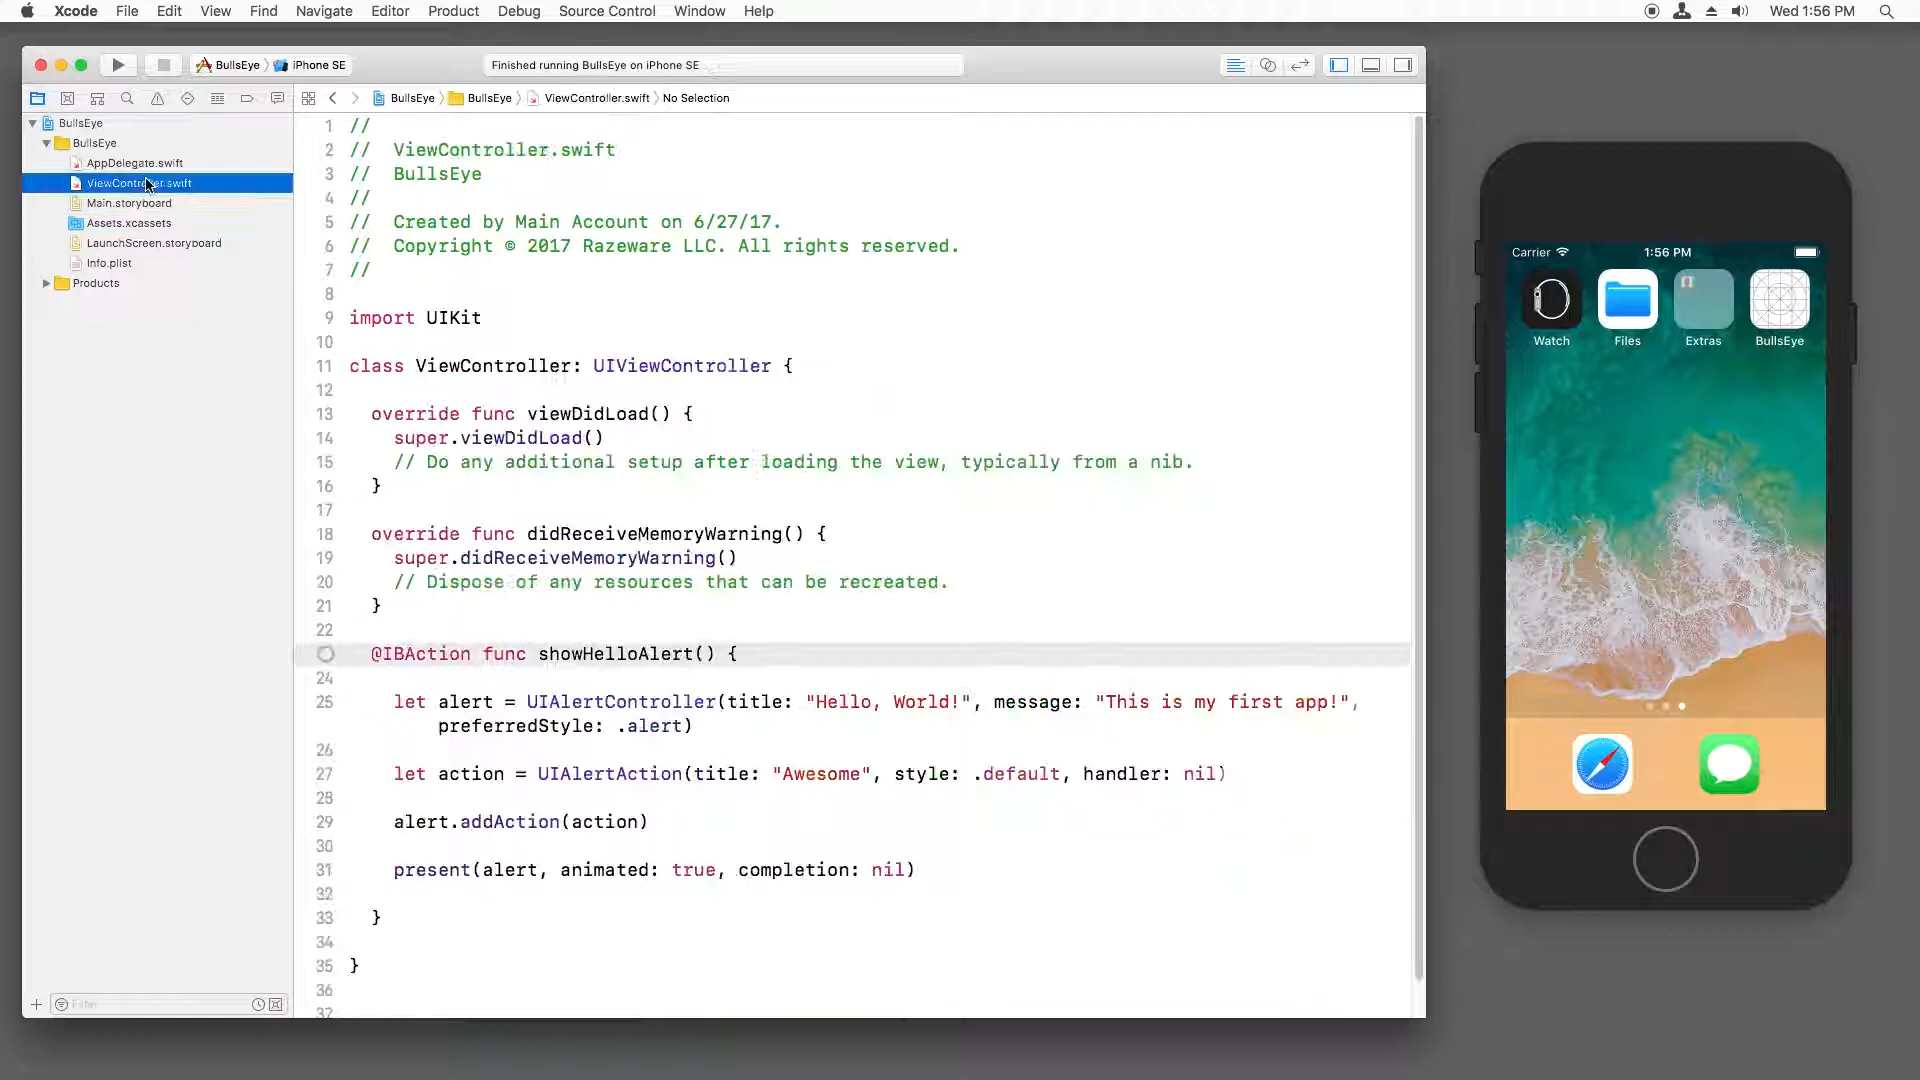 Xcode File Edit View Find Navigate Editor Product Debug Source Control Window Help Wed 1:56 PM
BullsEye iPhone SE Finished running BullsEye on iPhone SE
BullsEye BullsEye ViewController.swift No Selection
BullsEye
BullsEye
AppDelegate.swift
ViewController.swift
Main.storyboard
Assets.xcassets
LaunchScreen.storyboard
Info.plist
Products
Filter
1 //
2 // ViewController.swift
3 // BullsEye
4 //
5 // Created by Main Account on 6/27/17.
6 // Copyright © 2017 Razeware LLC. All rights reserved.
7 //
8
9 import UIKit
10
11 class ViewController: UIViewController {
12
13 override func viewDidLoad() {
14 super.viewDidLoad()
15 // Do any additional setup after loading the view, typically from a nib.
16 }
17
18 override func didReceiveMemoryWarning() {
19 super.didReceiveMemoryWarning()
20 // Dispose of any resources that can be recreated.
21 }
22
@IBAction func showHelloAlert() {
24
25 let alert = UIAlertController(title: "Hello, World!", message: "This is my first app!",
preferredStyle: .alert)
26
27 let action = UIAlertAction(title: "Awesome", style: .default, handler: nil)
28
29 alert.addAction(action)
30
31 present(alert, animated: true, completion: nil)
32
33 }
34
35 }
36
37
Carrier 1:56 PM
Watch Files Extras BullsEye